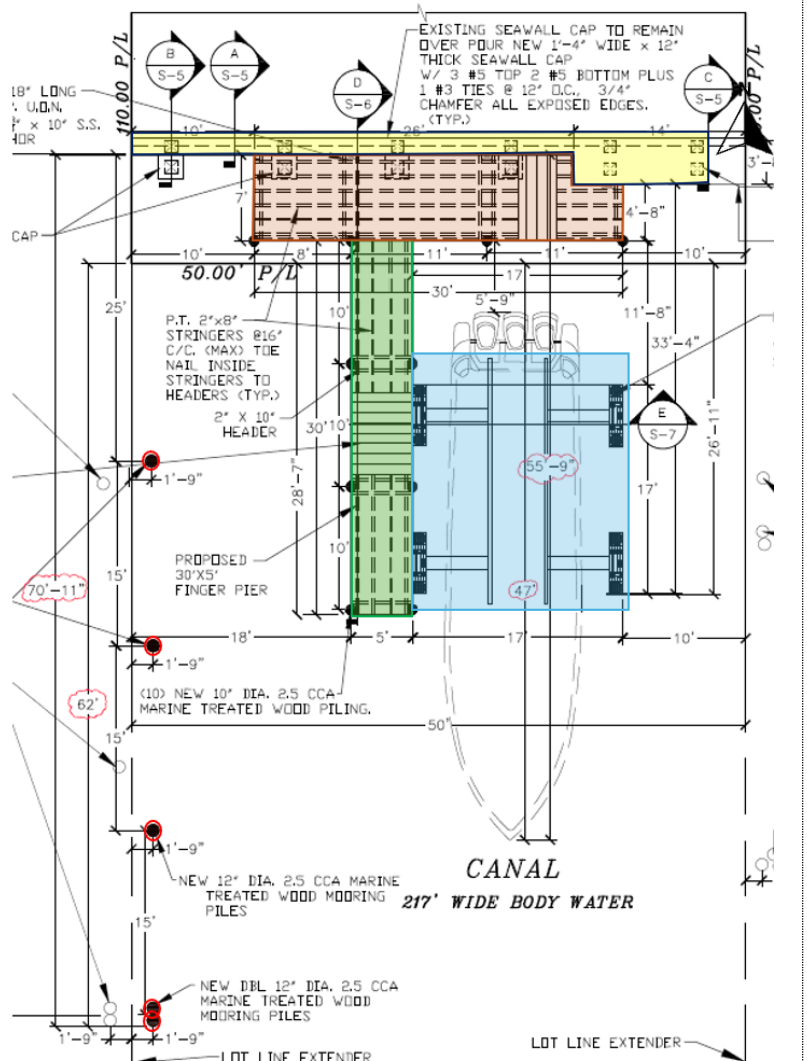 EXISTING SEAWALL CAP TO REMAIN
OVER POUR NEW 1'-4" WIDE x 12"
THICK SEAWALL CAP
W/ 3 #5 TOP 2 #5 BOTTOM PLUS
1 #3 TIES @ 12" O.C., 3/4"
CHAMFER ALL EXPOSED EDGES.
(TYP.)
110.00 P/L
B
S-5
A
S-5
D
S-6
C
S-5
P/L
18" LONG
U.O.N.
x 10" S.S.
10'
26'
14'
3'
CAP
7'
4'-8"
10'
8'
11'
11'
10'
50.00' P/L
17
30'
5'-9"
11'-8"
33'-4"
25'
10'
P.T. 2"x8"
STRINGERS @16"
C/C. (MAX) TOE
NAIL INSIDE
STRINGERS TO
HEADERS (TYP.)
2" X 10"
HEADER
30'
10'
E
S-7
26'-11"
55'-9"
1'-9"
28'-7"
17'
PROPOSED
30'X5'
FINGER PIER
10'
15'
70'-11"
47'
18'
5'
17'
10'
1'-9"
(10) NEW 10" DIA. 2.5 CCA
MARINE TREATED WOOD PILING.
62'
50'
15'
1'-9"
CANAL
217' WIDE BODY WATER
NEW 12" DIA. 2.5 CCA MARINE
TREATED WOOD MOORING
PILES
15'
NEW DBL 12" DIA. 2.5 CCA
MARINE TREATED WOOD
MOORING PILES
1'-9"
1'-9"
LOT LINE EXTENDER
LOT LINE EXTENDER